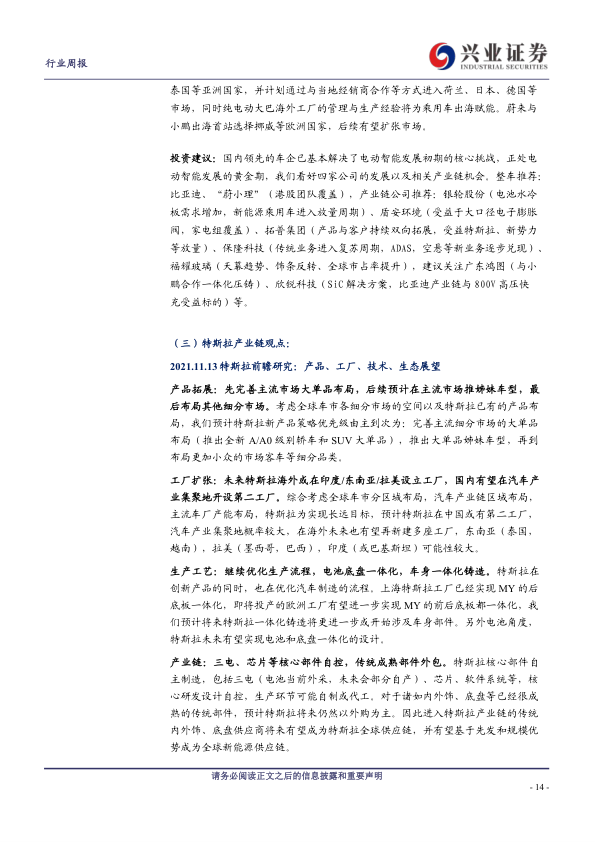 行业周报
兴业证券
INDUSTRIAL SECURITIES
泰国等亚洲国家，并计划通过与当地经销商合作等方式进入荷兰、日本、德国等
市场，同时纯电动大巴海外工厂的管理与生产经验将为乘用车出海赋能。蔚来与
小鹏出海首站选择挪威等欧洲国家，后续有望扩张市场。
投资建议：国内领先的车企已基本解决了电动智能发展初期的核心挑战，正处电
动智能发展的黄金期，我们看好四家公司的发展以及相关产业链机会。整车推荐：
比亚迪、“蔚小理”（港股团队覆盖），产业链公司推荐：银轮股份（电池水冷
板需求增加，新能源乘用车进入放量周期）、盾安环境（受益于大口径电子膨胀
阀，家电组覆盖）、拓普集团（产品与客户持续双向拓展，受益特斯拉、新势力
等放量）、保隆科技（传统业务进入复苏周期，ADAS，空悬等新业务逐步兑现）、
福耀玻璃（天幕趋势、饰条反转、全球市占率提升），建议关注广东鸿图（与小
鹏合作一体化压铸）、欣锐科技（SiC 解决方案，比亚迪产业链与 800V 高压快
充受益标的）等。
（三）特斯拉产业链观点：
2021.11.13 特斯拉前瞻研究：产品、工厂、技术、生态展望
产品拓展：先完善主流市场大单品布局，后续预计在主流市场推姊妹车型，最
后布局其他细分市场。考虑全球车市各细分市场的空间以及特斯拉已有的产品布
局，我们预计特斯拉新产品策略优先级由主到次为：完善主流细分市场的大单品
布局（推出全新 A/A0 级别轿车和 SUV 大单品），推出大单品姊妹车型，再到
布局更加小众的市场客车等细分品类。
工厂扩张：未来特斯拉海外或在印度/东南亚/拉美设立工厂，国内有望在汽车产
业集聚地开设第二工厂。综合考虑全球车市分区域布局，汽车产业链区域布局，
主流车厂产能布局，特斯拉为实现长远目标，预计特斯拉在中国或有第二工厂，
汽车产业集聚地概率较大，在海外未来也有望再新建多座工厂，东南亚（泰国，
越南），拉美（墨西哥，巴西），印度（或巴基斯坦）可能性较大。
生产工艺：继续优化生产流程，电池底盘一体化，车身一体化铸造。特斯拉在
创新产品的同时，也在优化汽车制造的流程。上海特斯拉工厂已经实现 MY 的后
底板一体化，即将投产的欧洲工厂有望进一步实现 MY 的前后底板都一体化，我
们预计将来特斯拉一体化铸造将更进一步或开始涉及车身部件。另外电池角度，
特斯拉未来有望实现电池和底盘一体化的设计。
产业链：三电、芯片等核心部件自控，传统成熟部件外包。特斯拉核心部件自
主制造，包括三电（电池当前外采，未来会部分自产）、芯片、软件系统等，核
心研发设计自控，生产环节可能自制或代工。对于诸如内外饰、底盘等已经很成
熟的传统部件，预计特斯拉将来仍然以外购为主。因此进入特斯拉产业链的传统
内外饰、底盘供应商将来有望成为特斯拉全球供应链，并有望基于先发和规模优
势成为全球新能源供应链。
请务必阅读正文之后的信息披露和重要声明
- 14 -